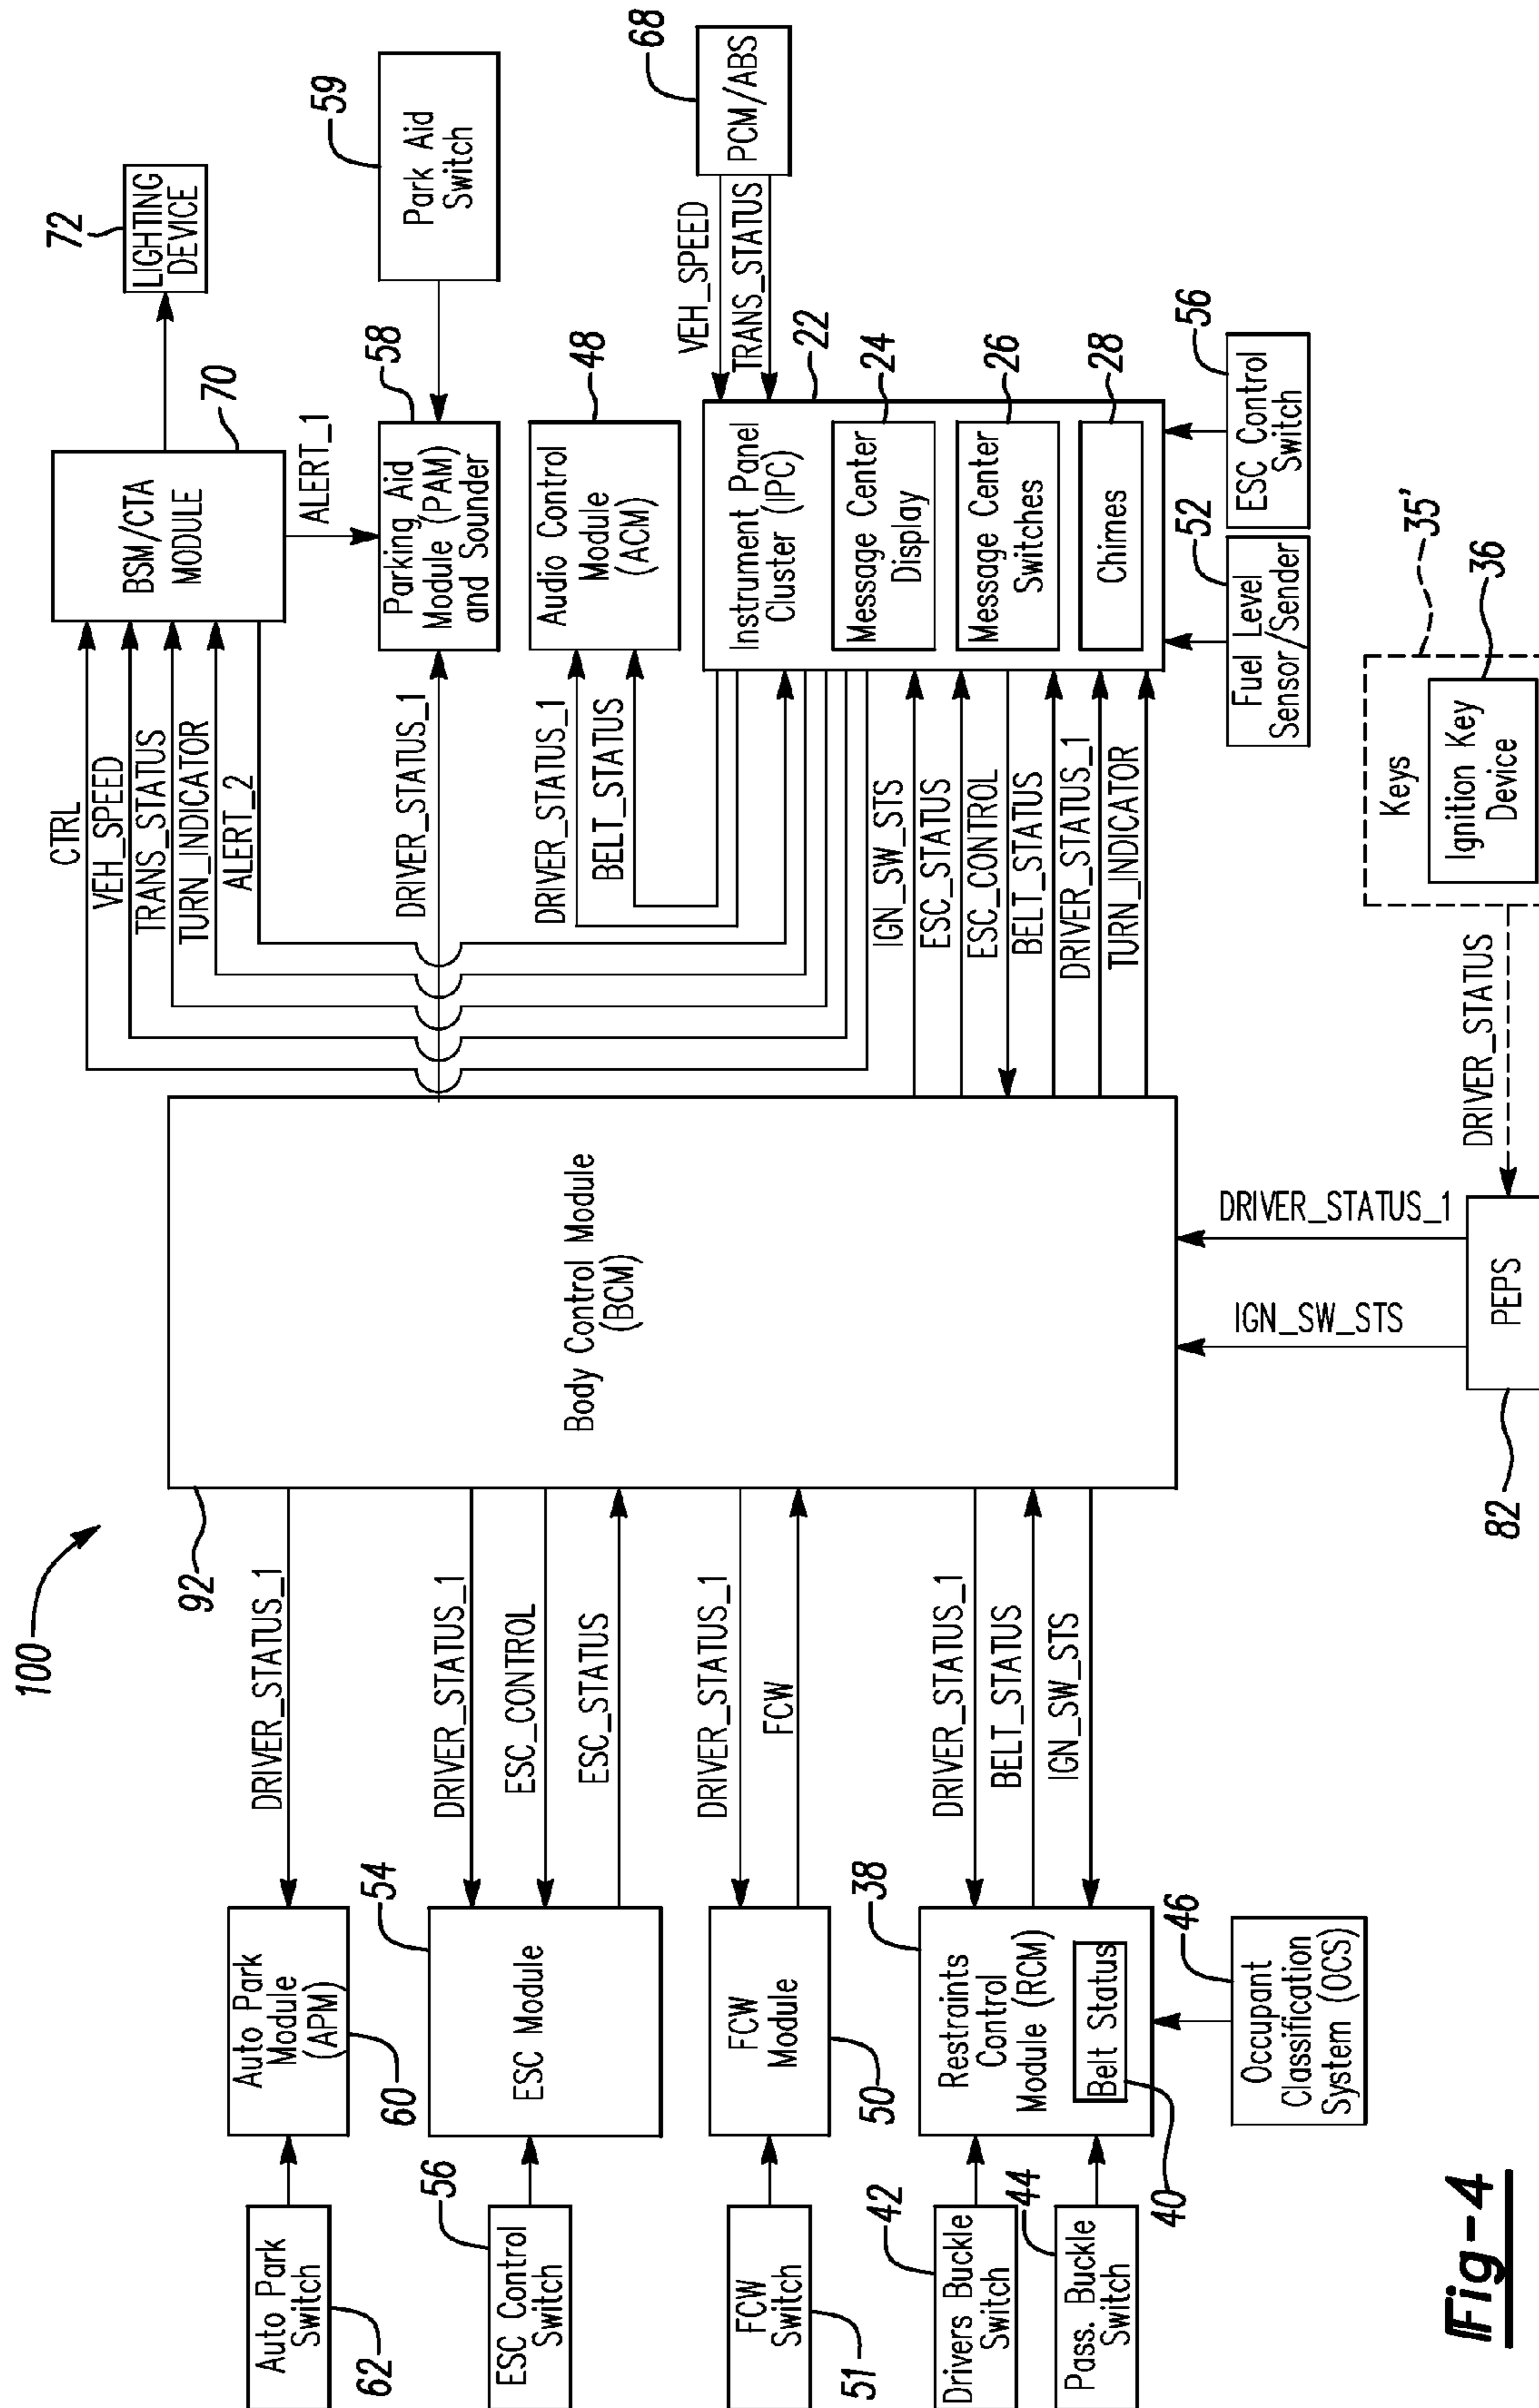 100
92
Auto Park
Switch
62
Auto Park
Module
(APM)
60
DRIVER_STATUS_1
ESC Control
Switch
56
ESC Module
54
DRIVER_STATUS_1
ESC_CONTROL
ESC_STATUS
FCW
Switch
51
FCW
Module
50
DRIVER_STATUS_1
FCW
Drivers Buckle
Switch
42
Pass. Buckle
Switch
44
Restraints
Control
Module (RCM)
Belt Status
38
40
DRIVER_STATUS_1
BELT_STATUS
IGN_SW_STS
Occupant
Classification
System (OCS)
46
Body Control Module
(BCM)
CTRL
VEH_SPEED
TRANS_STATUS
TURN_INDICATOR
ALERT_2
BSM/CTA
MODULE
70
LIGHTING
DEVICE
72
ALERT_1
DRIVER_STATUS_1
Parking Aid
Module (PAM)
and Sounder
58
Park Aid
Switch
59
DRIVER_STATUS_1
BELT_STATUS
Audio Control
Module
(ACM)
48
VEH_SPEED
TRANS_STATUS
PCM/ABS
68
Instrument Panel
Cluster (IPC)
22
Message Center
Display
24
Message Center
Switches
26
Chimes
28
IGN_SW_STS
ESC_STATUS
ESC_CONTROL
BELT_STATUS
DRIVER_STATUS_1
TURN_INDICATOR
Fuel Level
Sensor/Sender
52
ESC Control
Switch
56
IGN_SW_STS
DRIVER_STATUS_1
PEPS
82
DRIVER_STATUS
Keys
35'
Ignition Key
Device
36
Fig-4